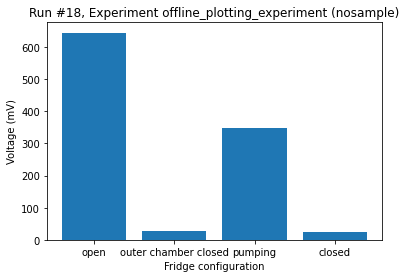 Run #18, Experiment offline_plotting_experiment (nosample)
600
500
400
300
200
100
0
Voltage (mV)
open outer chamber closed pumping closed
Fridge configuration